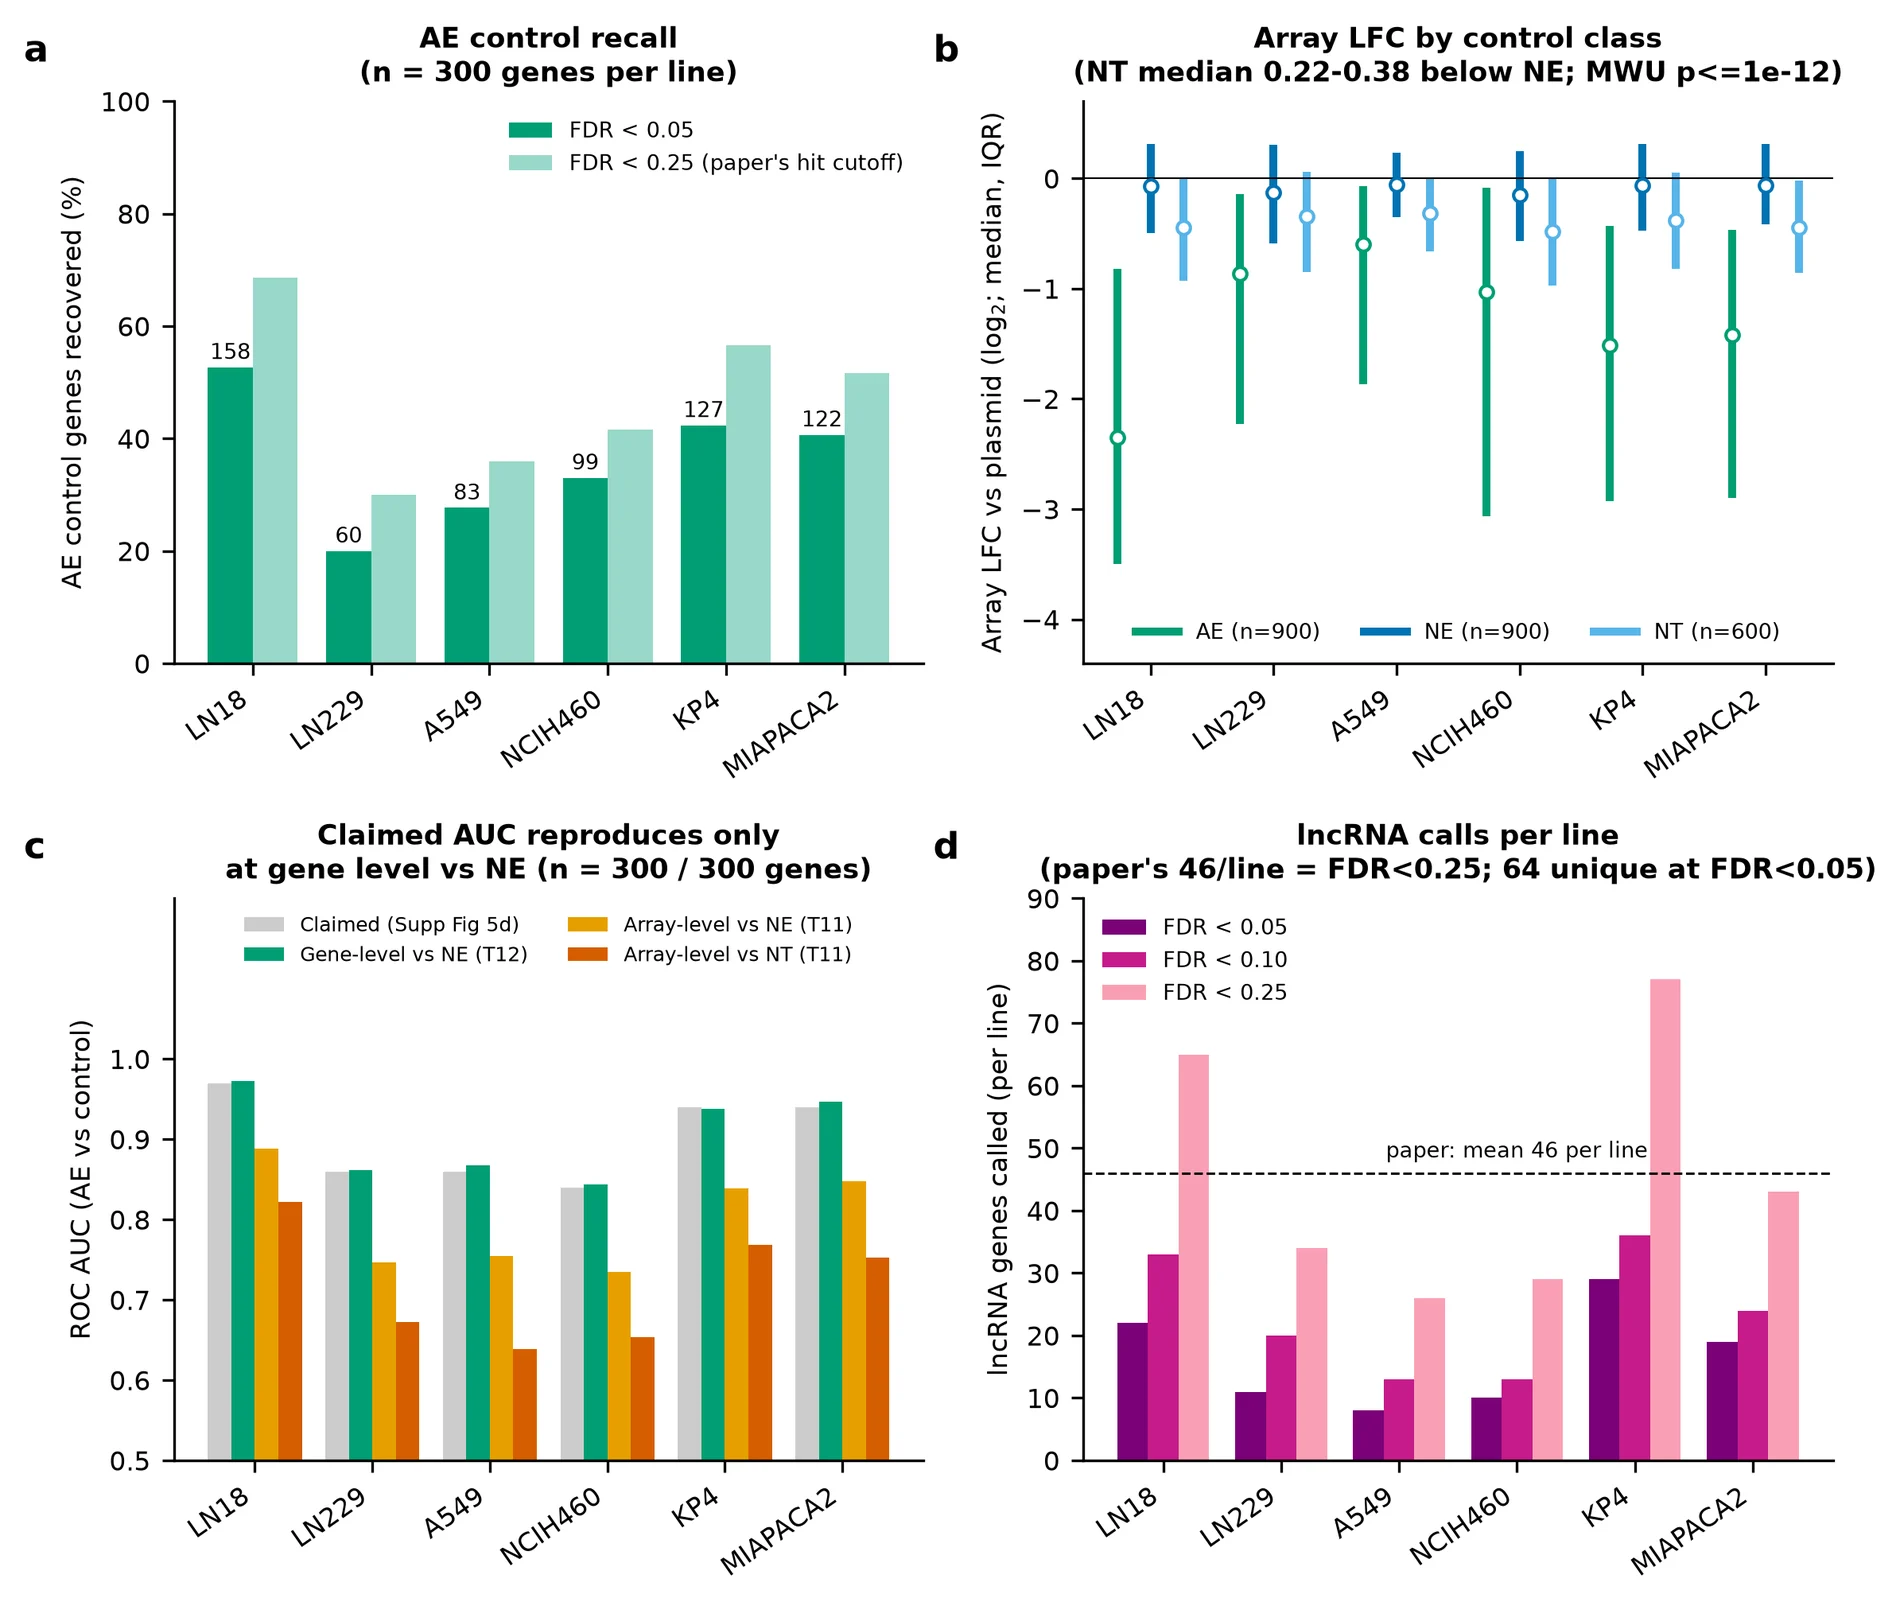 a
AE control recall
(n = 300 genes per line)
AE control genes recovered (%)
100
80
60
40
20
0
FDR < 0.05
FDR < 0.25 (paper's hit cutoff)
158
60
83
99
127
122
LN18
LN229
A549
NCIH460
KP4
MIAPACA2
b
Array LFC by control class
(NT median 0.22-0.38 below NE; MWU p<=1e-12)
Array LFC vs plasmid (log₂; median, IQR)
0
−1
−2
−3
−4
AE (n=900)
NE (n=900)
NT (n=600)
LN18
LN229
A549
NCIH460
KP4
MIAPACA2
c
Claimed AUC reproduces only
at gene level vs NE (n = 300 / 300 genes)
ROC AUC (AE vs control)
1.0
0.9
0.8
0.7
0.6
0.5
Claimed (Supp Fig 5d)
Gene-level vs NE (T12)
Array-level vs NE (T11)
Array-level vs NT (T11)
LN18
LN229
A549
NCIH460
KP4
MIAPACA2
d
lncRNA calls per line
(paper's 46/line = FDR<0.25; 64 unique at FDR<0.05)
lncRNA genes called (per line)
90
80
70
60
50
40
30
20
10
0
FDR < 0.05
FDR < 0.10
FDR < 0.25
paper: mean 46 per line
LN18
LN229
A549
NCIH460
KP4
MIAPACA2